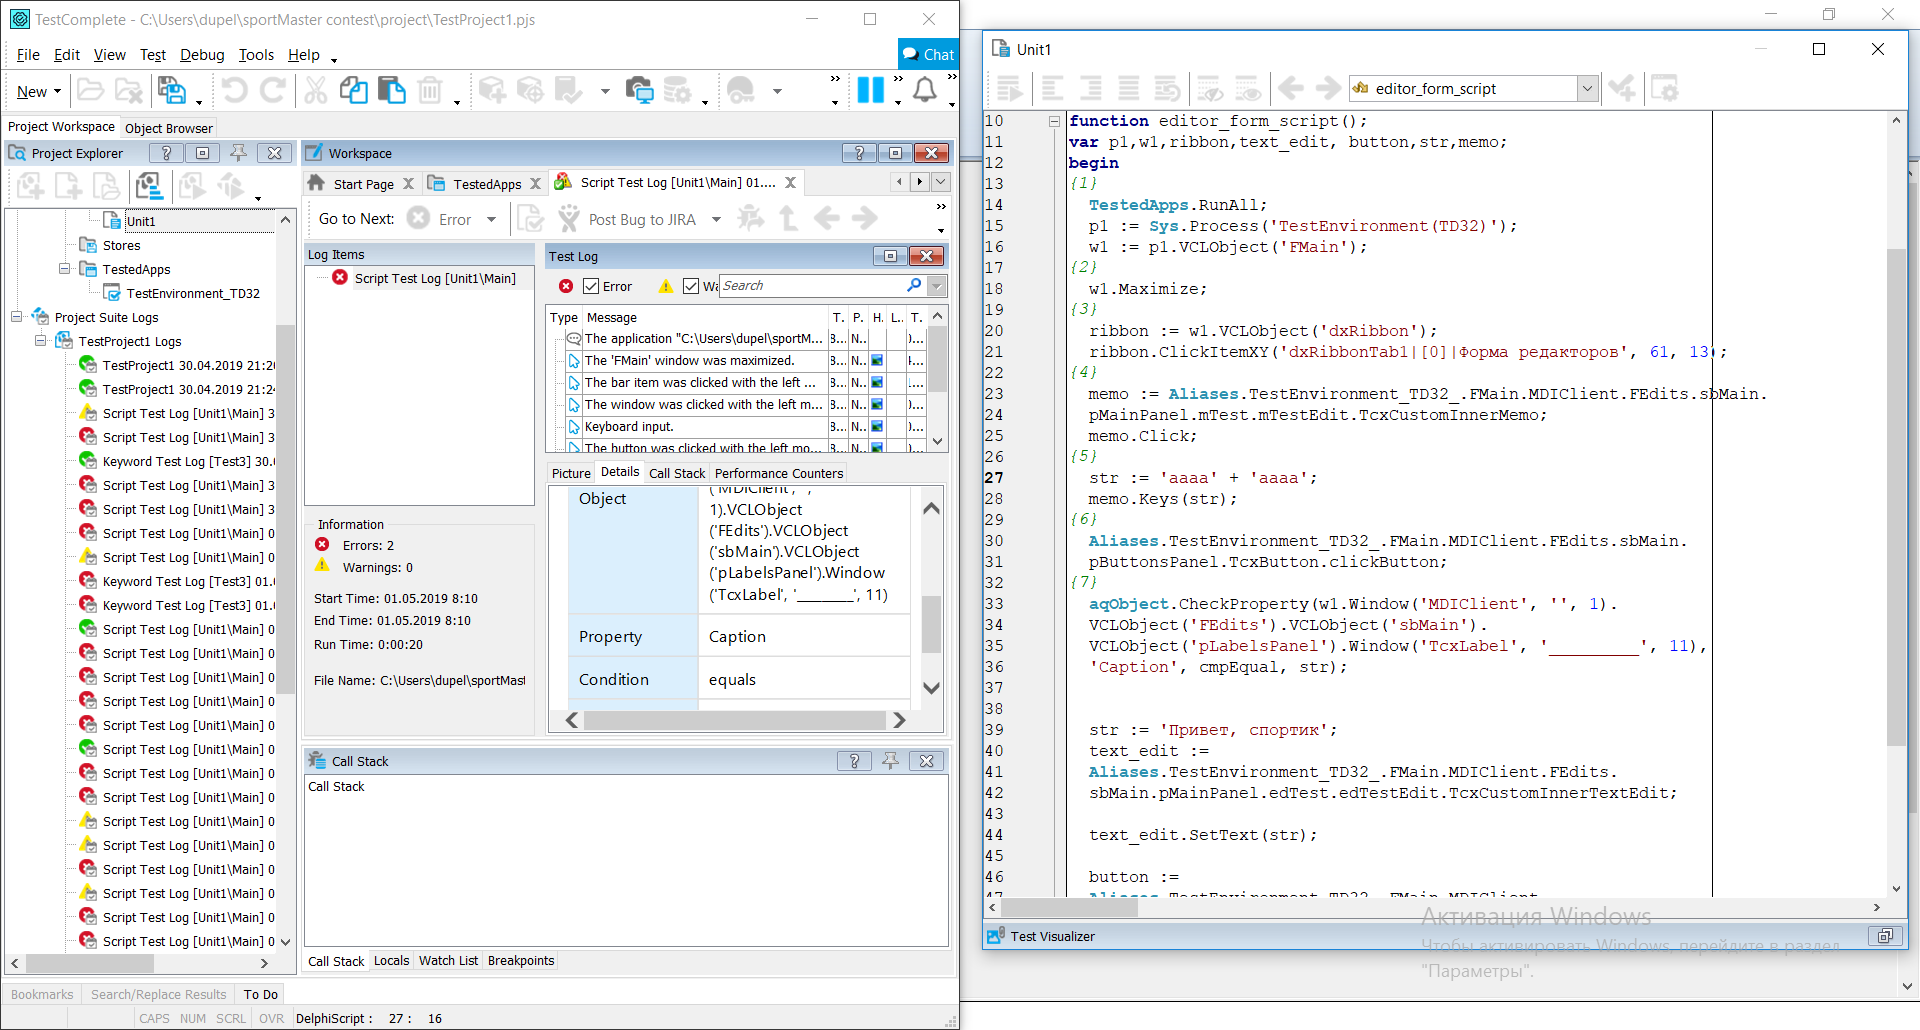 TestComplete - C:\Users\dupel\sportMaster contest\project\TestProject1.pjs
File Edit View Test Debug Tools Help
Chat
New
Project Workspace Object Browser
Project Explorer
Unit1
Stores
TestedApps
TestEnvironment_TD32
Project Suite Logs
TestProject1 Logs
TestProject1 30.04.2019 21:20
TestProject1 30.04.2019 21:24
Script Test Log [Unit1\Main] 3
Script Test Log [Unit1\Main] 3
Keyword Test Log [Test3] 30.0
Script Test Log [Unit1\Main] 3
Script Test Log [Unit1\Main] 3
Script Test Log [Unit1\Main] 0
Script Test Log [Unit1\Main] 0
Keyword Test Log [Test3] 01.0
Keyword Test Log [Test3] 01.0
Script Test Log [Unit1\Main] 0
Script Test Log [Unit1\Main] 0
Script Test Log [Unit1\Main] 0
Script Test Log [Unit1\Main] 0
Script Test Log [Unit1\Main] 0
Script Test Log [Unit1\Main] 0
Script Test Log [Unit1\Main] 0
Script Test Log [Unit1\Main] 0
Script Test Log [Unit1\Main] 0
Script Test Log [Unit1\Main] 0
Script Test Log [Unit1\Main] 0
Script Test Log [Unit1\Main] 0
Script Test Log [Unit1\Main] 0
Script Test Log [Unit1\Main] 0
Workspace
Start Page TestedApps Script Test Log [Unit1\Main] 01....
Go to Next: Error Post Bug to JIRA
Log Items
Script Test Log [Unit1\Main]
Information
Errors: 2
Warnings: 0
Start Time: 01.05.2019 8:10
End Time: 01.05.2019 8:10
Run Time: 0:00:20
File Name: C:\Users\dupel\sportMast
Test Log
Error Wa Search
Type Message T. P. H. L.. T.
The application "C:\Users\dupel\sportM... 8... N...
The 'FMain' window was maximized. 8... N...
The bar item was clicked with the left ... 8... N...
The window was clicked with the left m... 8... N...
Keyboard input. 8... N...
The button was clicked with the left mo...
Picture Details Call Stack Performance Counters
Object
('MDIClient', '',
1).VCLObject
('FEdits').VCLObject
('sbMain').VCLObject
('pLabelsPanel').Window
('TcxLabel', '________', 11)
Property Caption
Condition equals
Call Stack
Call Stack
Call Stack Locals Watch List Breakpoints
Bookmarks Search/Replace Results To Do
CAPS NUM SCRL OVR DelphiScript : 27 : 16
Unit1
editor_form_script
10 function editor_form_script();
11 var p1,w1,ribbon,text_edit, button,str,memo;
12 begin
13 {1}
14 TestedApps.RunAll;
15 p1 := Sys.Process('TestEnvironment(TD32)');
16 w1 := p1.VCLObject('FMain');
17 {2}
18 w1.Maximize;
19 {3}
20 ribbon := w1.VCLObject('dxRibbon');
21 ribbon.ClickItemXY('dxRibbonTab1|[0]|Форма редакторов', 61, 13);
22 {4}
23 memo := Aliases.TestEnvironment_TD32_.FMain.MDIClient.FEdits.sbMain.
24 pMainPanel.mTest.mTestEdit.TcxCustomInnerMemo;
25 memo.Click;
26 {5}
27 str := 'aaaa' + 'aaaa';
28 memo.Keys(str);
29 {6}
30 Aliases.TestEnvironment_TD32_.FMain.MDIClient.FEdits.sbMain.
31 pButtonsPanel.TcxButton.clickButton;
32 {7}
33 aqObject.CheckProperty(w1.Window('MDIClient', '', 1).
34 VCLObject('FEdits').VCLObject('sbMain').
35 VCLObject('pLabelsPanel').Window('TcxLabel', '_________', 11),
36 'Caption', cmpEqual, str);
37
38
39 str := 'Привет, спортик';
40 text_edit :=
41 Aliases.TestEnvironment_TD32_.FMain.MDIClient.FEdits.
42 sbMain.pMainPanel.edTest.edTestEdit.TcxCustomInnerTextEdit;
43
44 text_edit.SetText(str);
45
46 button :=
47 Aliases.TestEnvironment_TD32_.FMain.MDIClient.
Test Visualizer
Активация Windows
Чтобы активировать Windows, перейдите в раздел
"Параметры".